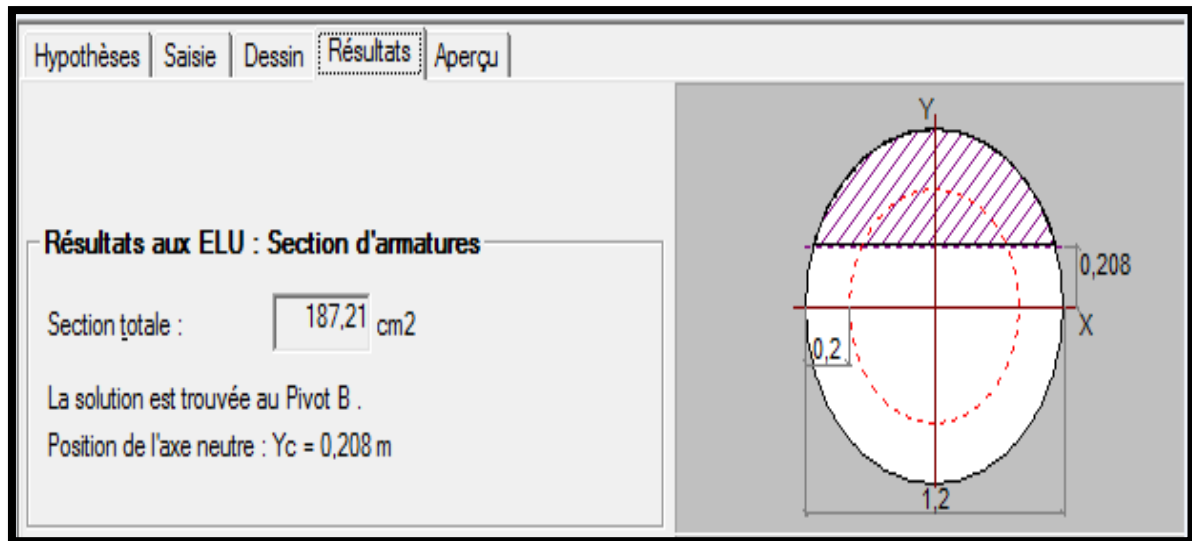 Hypothèses Saisie Dessin Résultats Aperçu
Résultats aux ELU : Section d'armatures
Section totale : 187,21 cm2
La solution est trouvée au Pivot B .
Position de l'axe neutre : Yc = 0,208 m
Y
0,208
X
0,2
1,2